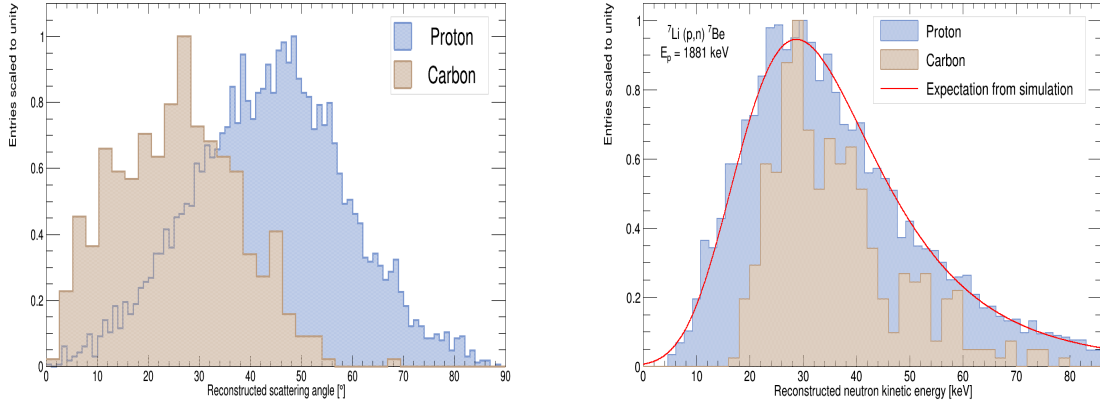 Entries scaled to unity
1
0.8
0.6
0.4
0.2
0
Proton
Carbon
0 10 20 30 40 50 60 70 80 90
Reconstructed scattering angle [°]
Entries scaled to unity
1
0.8
0.6
0.4
0.2
0
⁷Li (p,n) ⁷Be
Eₚ = 1881 keV
Proton
Carbon
Expectation from simulation
0 10 20 30 40 50 60 70 80
Reconstructed neutron kinetic energy [keV]